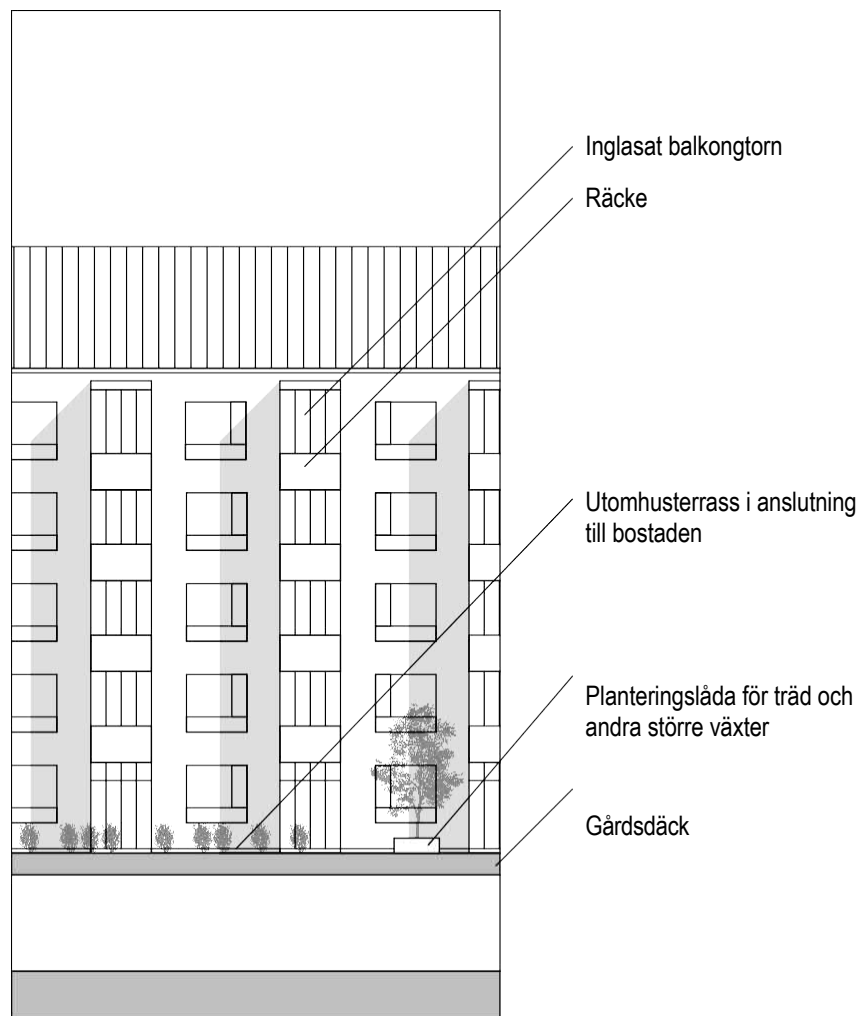 Inglasat balkongtorn
Räcke
Utomhusterrass i anslutning
till bostaden
Planteringslåda för träd och
andra större växter
Gårdsdäck